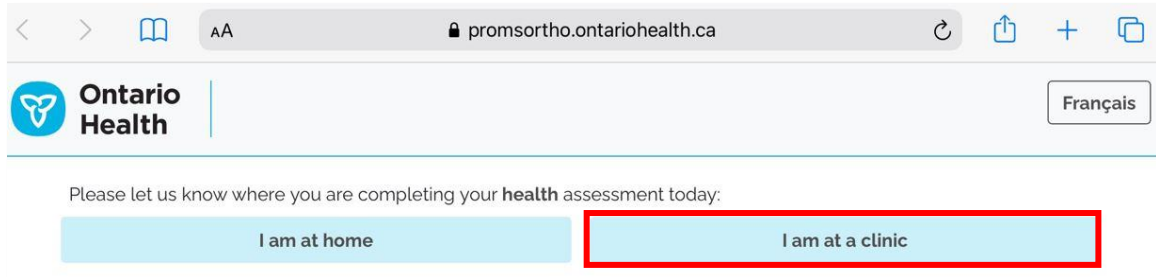 AA promsortho.ontariohealth.ca
Ontario
Health
Français
Please let us know where you are completing your health assessment today:
I am at home I am at a clinic